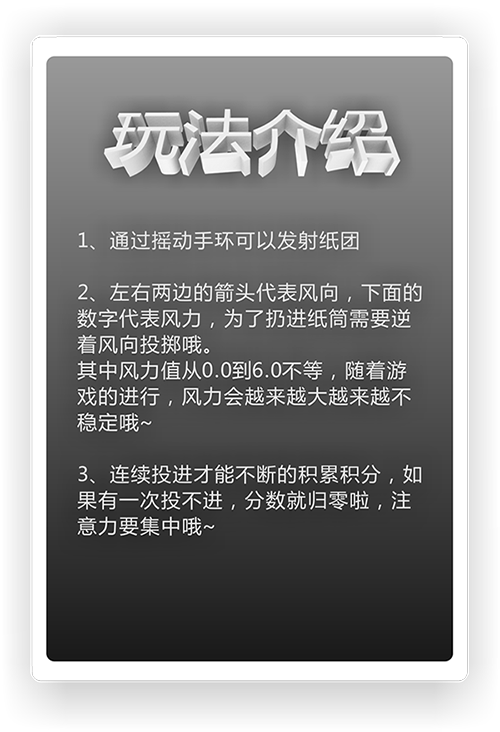 玩法介绍
1、通过摇动手环可以发射纸团
2、左右两边的箭头代表风向，下面的
数字代表风力，为了扔进纸筒需要逆
着风向投掷哦。
其中风力值从0.0到6.0不等，随着游
戏的进行，风力会越来越大越来越不
稳定哦~
3、连续投进才能不断的积累积分，如
果有一次投不进，分数就归零啦，注
意力要集中哦~